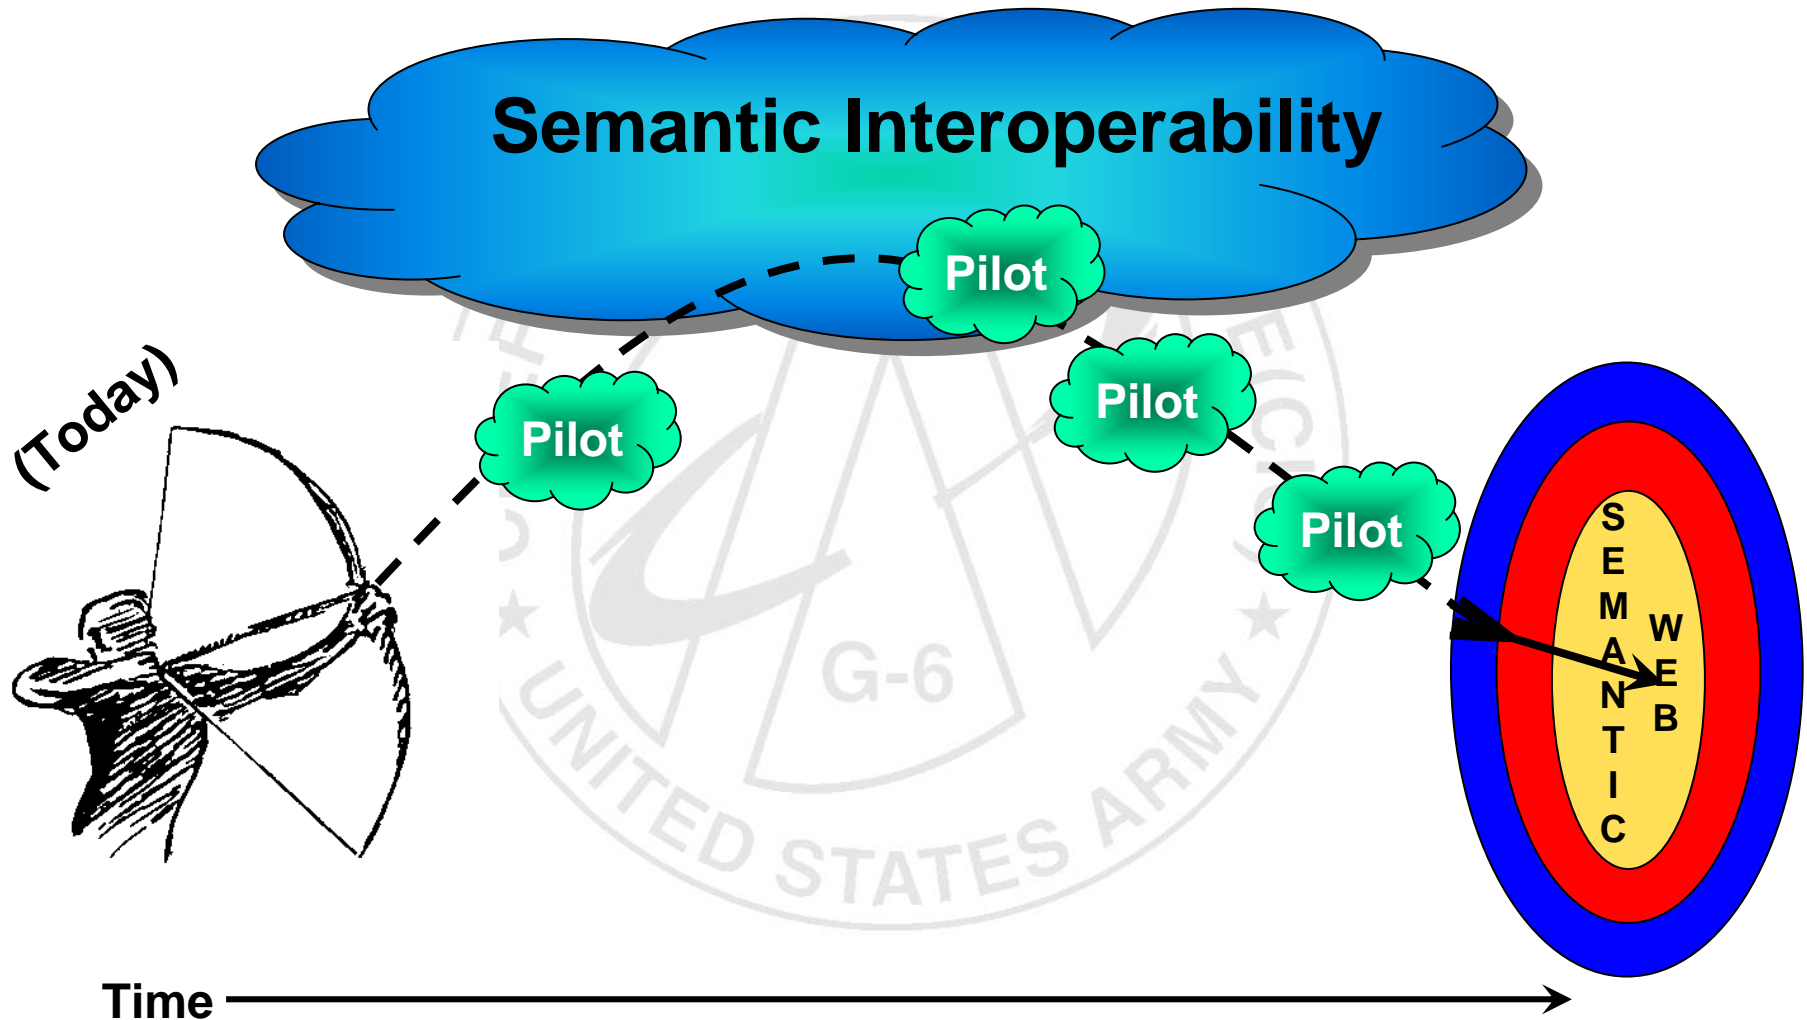 Semantic Interoperability
(Today)
Pilot
Pilot
Pilot
Pilot
SEMANTIC
WEB
G-6
UNITED STATES ARMY
Time